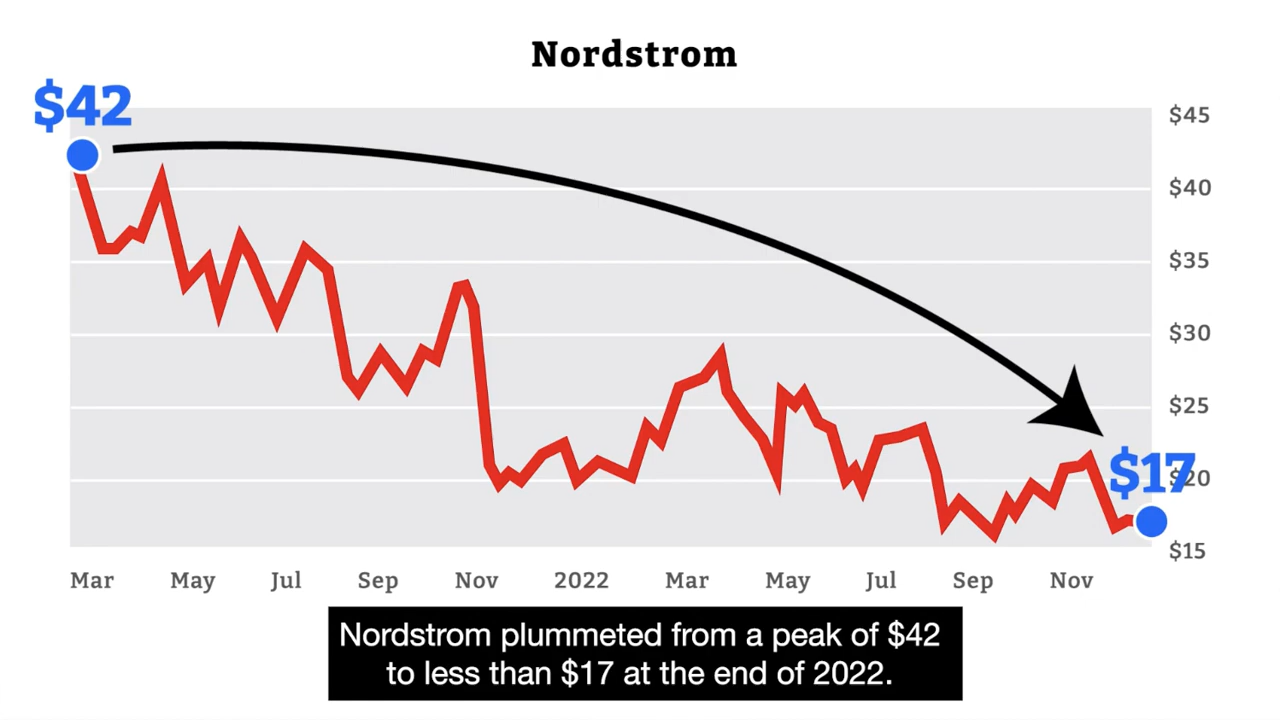 Nordstrom
$42
$45
$40
$35
$30
$25
$17
$20
$15
Mar May Jul Sep Nov 2022 Mar May Jul Sep Nov
Nordstrom plummeted from a peak of $42
to less than $17 at the end of 2022.